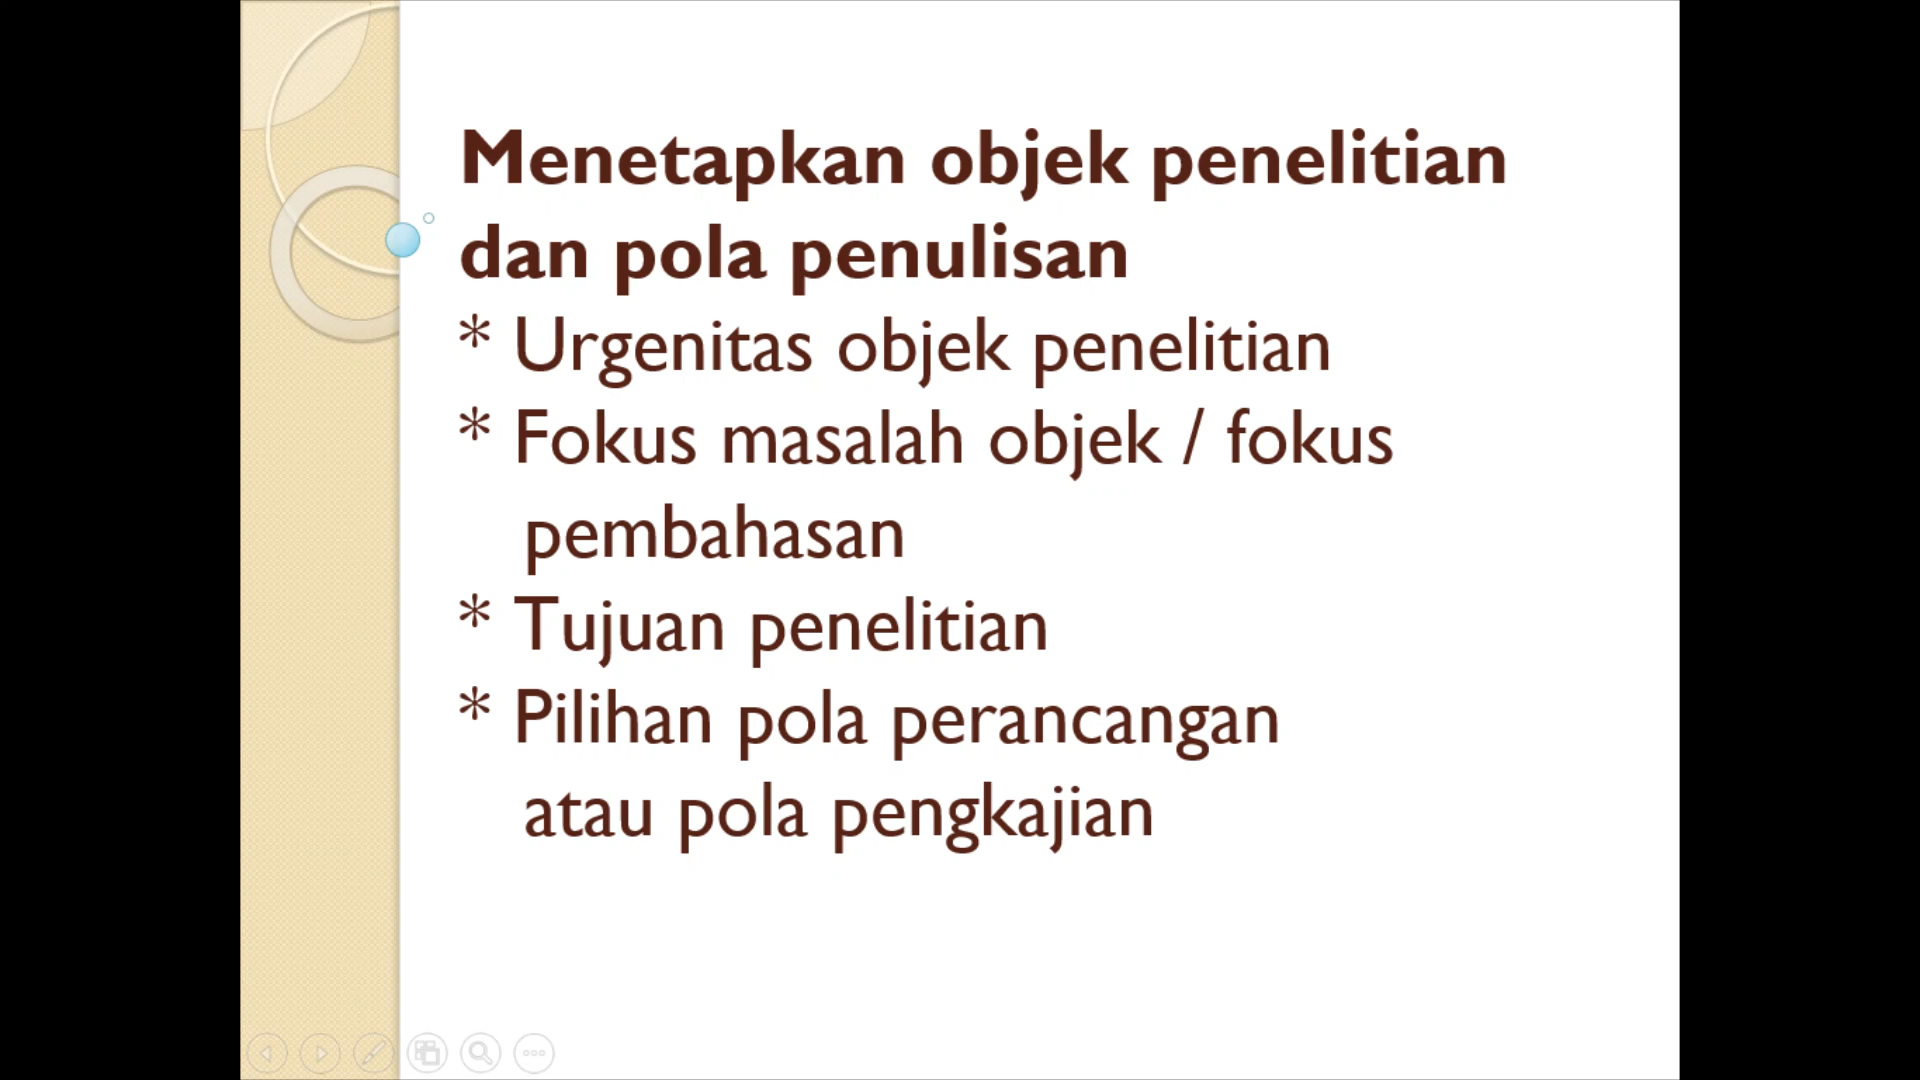 Menetapkan objek penelitian
dan pola penulisan
* Urgenitas objek penelitian
* Fokus masalah objek / fokus
pembahasan
* Tujuan penelitian
* Pilihan pola perancangan
atau pola pengkajian